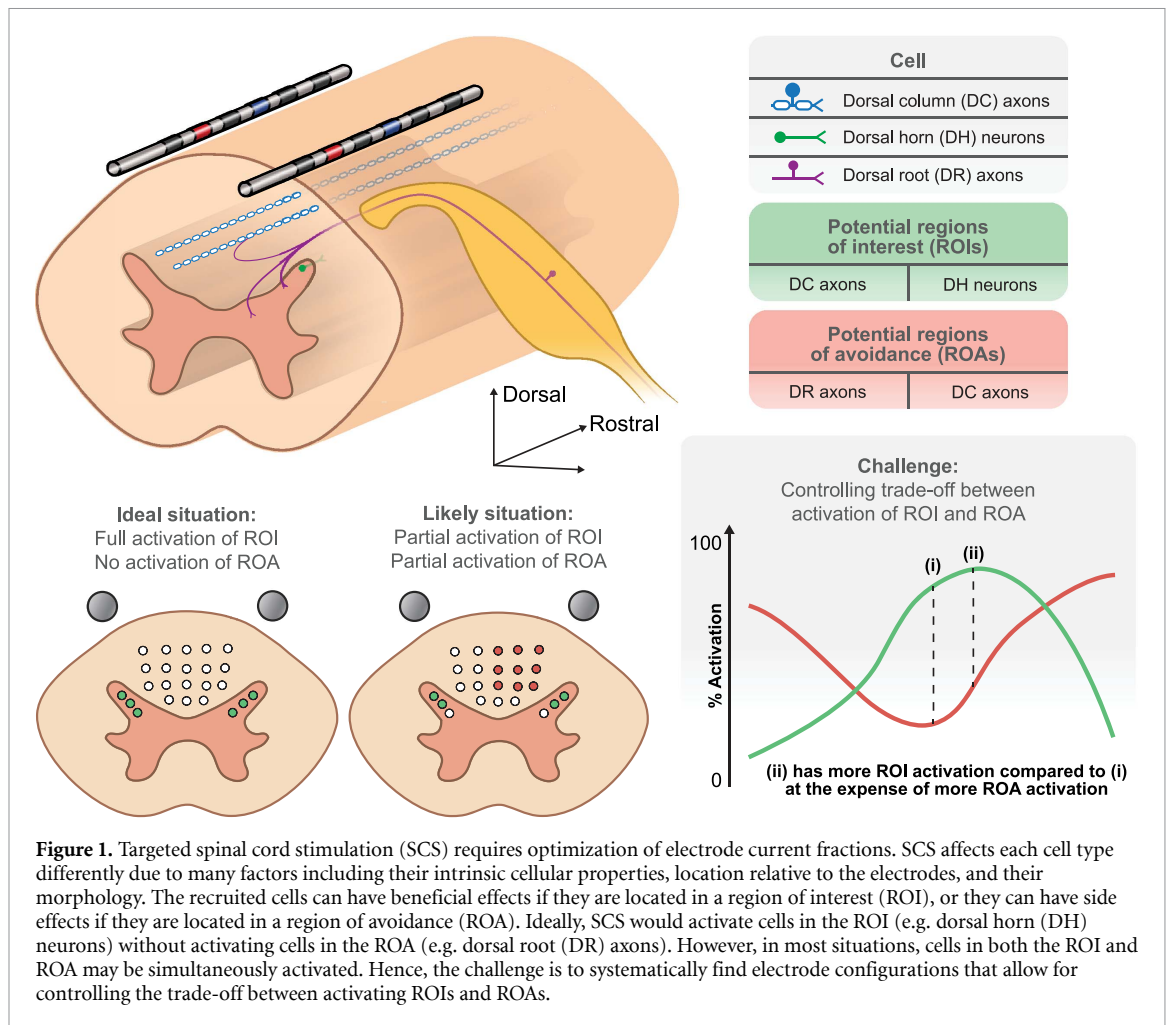 Cell
Dorsal column (DC) axons
Dorsal horn (DH) neurons
Dorsal root (DR) axons
Potential regions
of interest (ROIs)
DC axons DH neurons
Potential regions
of avoidance (ROAs)
DR axons DC axons
Dorsal
Rostral
Ideal situation:
Full activation of ROI
No activation of ROA
Likely situation:
Partial activation of ROI
Partial activation of ROA
Challenge:
Controlling trade-off between
activation of ROI and ROA
100
% Activation
0
(i)
(ii)
(ii) has more ROI activation compared to (i)
at the expense of more ROA activation
Figure 1. Targeted spinal cord stimulation (SCS) requires optimization of electrode current fractions. SCS affects each cell type
differently due to many factors including their intrinsic cellular properties, location relative to the electrodes, and their
morphology. The recruited cells can have beneficial effects if they are located in a region of interest (ROI), or they can have side
effects if they are located in a region of avoidance (ROA). Ideally, SCS would activate cells in the ROI (e.g. dorsal horn (DH)
neurons) without activating cells in the ROA (e.g. dorsal root (DR) axons). However, in most situations, cells in both the ROI and
ROA may be simultaneously activated. Hence, the challenge is to systematically find electrode configurations that allow for
controlling the trade-off between activating ROIs and ROAs.